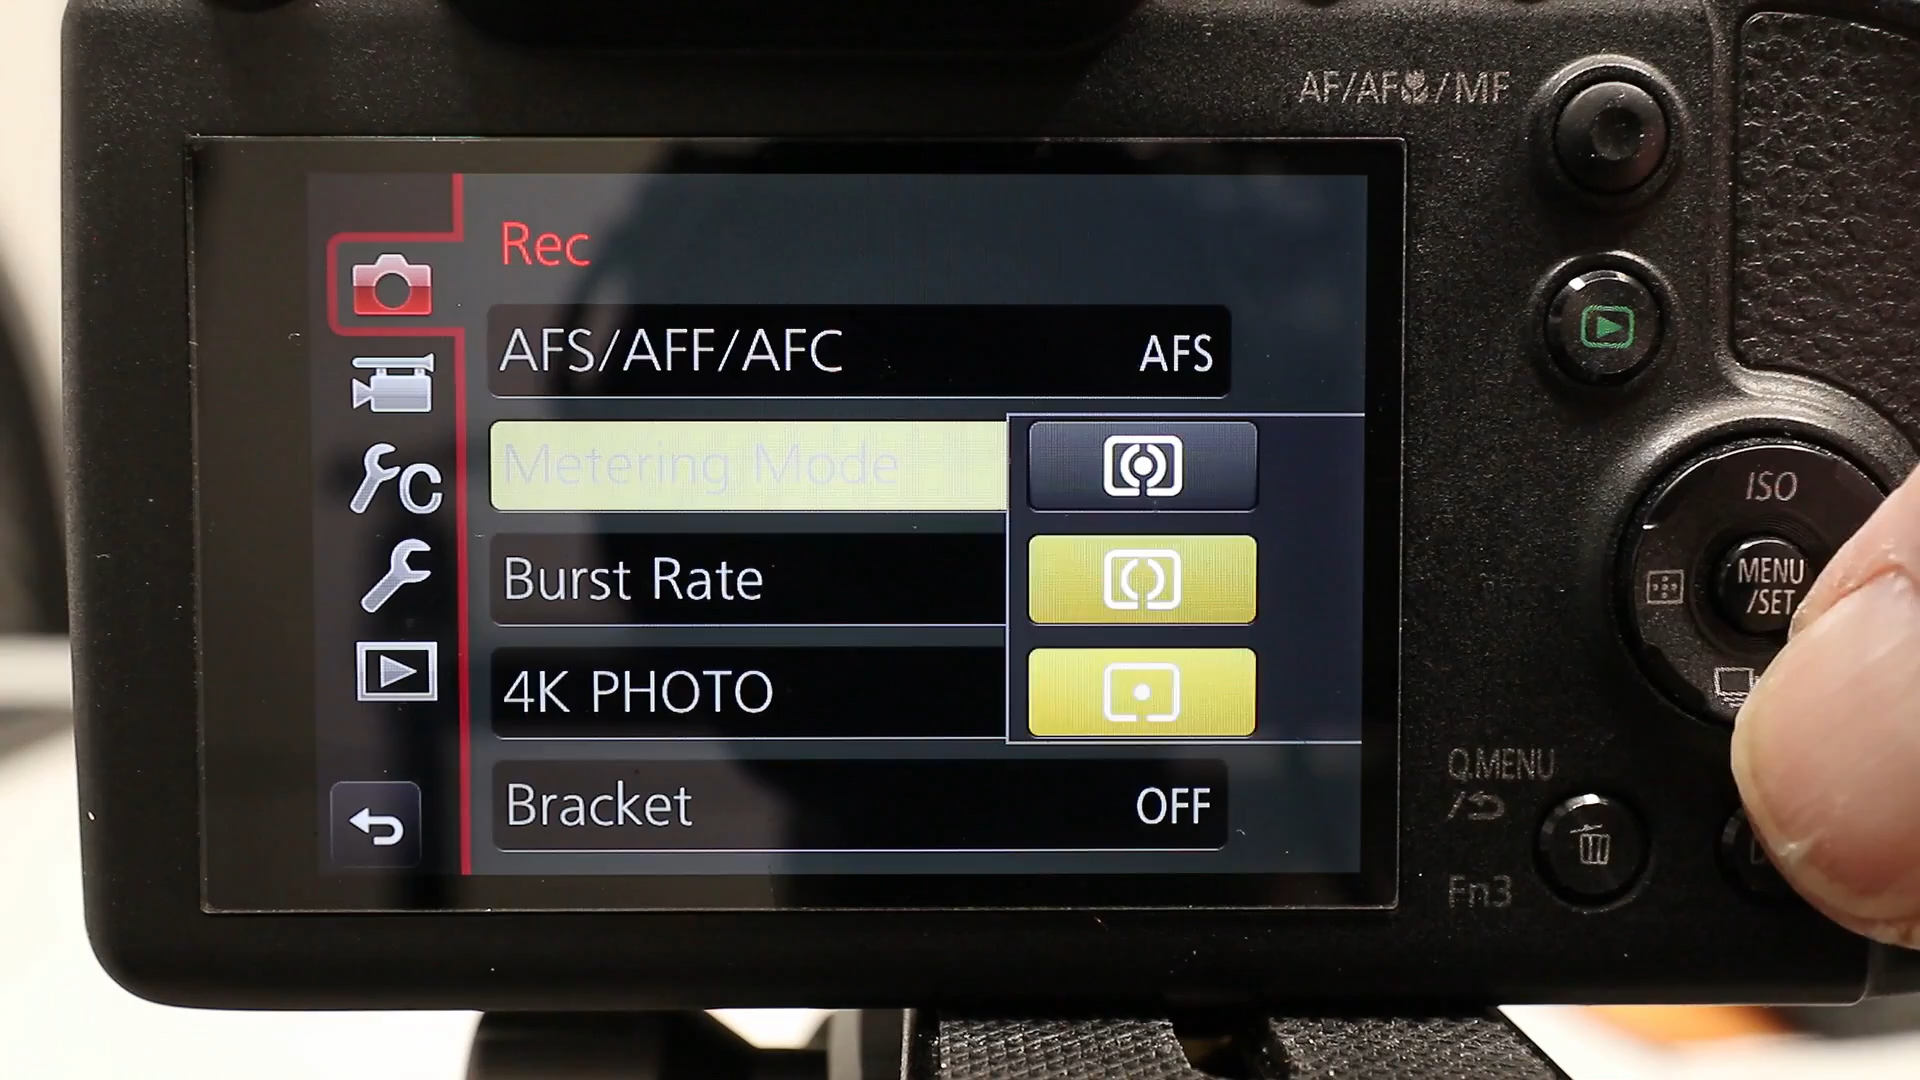 AF/AF/MF
Rec
AFS/AFF/AFC AFS
Metering Mode
Burst Rate
4K PHOTO
Bracket OFF
C
ISO
MENU
/SET
Q.MENU
/
Fn3